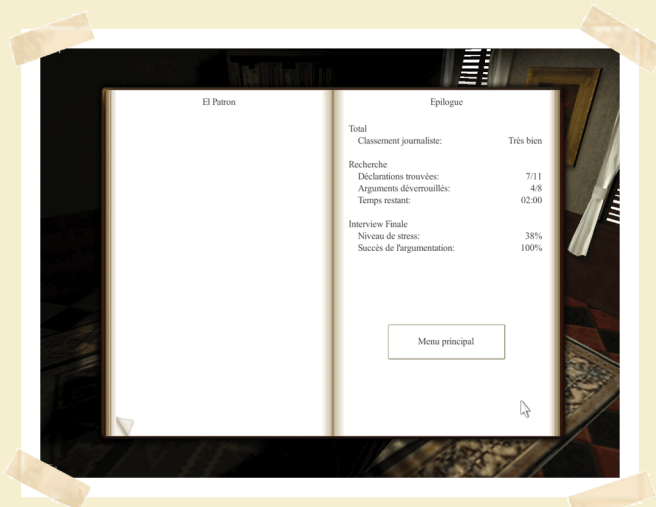 El Patron
Epilogue
Total
Classement journaliste: Très bien
Recherche
Déclarations trouvées: 7/11
Arguments déverrouillés: 4/8
Temps restant: 02:00
Interview Finale
Niveau de stress: 38%
Succès de l'argumentation: 100%
Menu principal